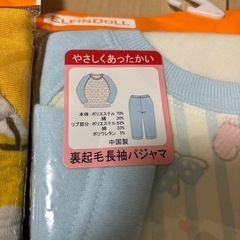 ELFINDOLL
やさしくあったかい
本体：ポリエステル 70%
綿 30%
リブ部分：ポリエステル 62%
綿 33%
ポリウレタン 5%
中国製
裏起毛長袖パジャマ